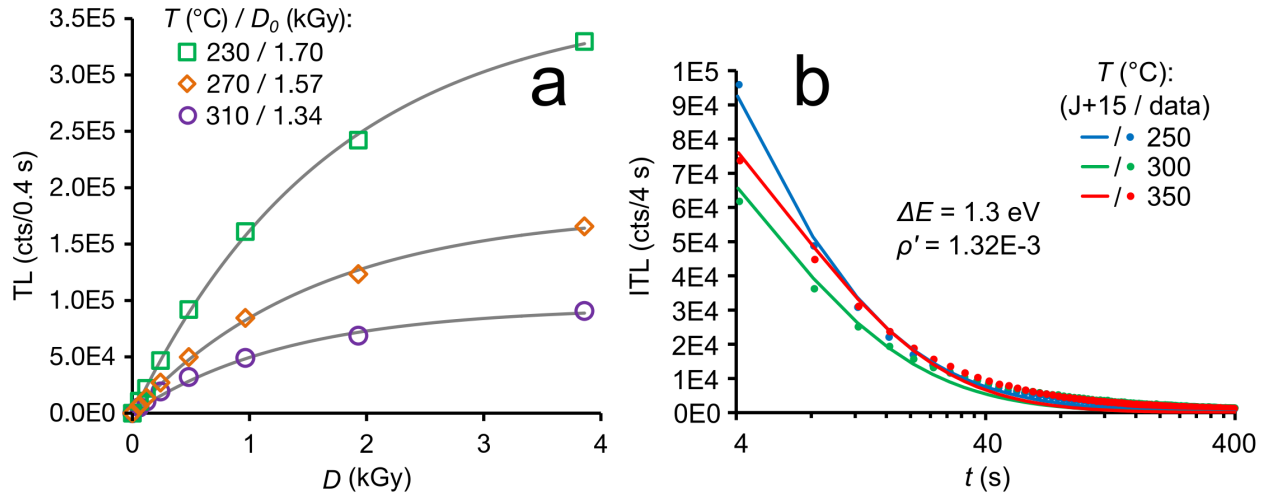 a
T (°C) / D₀ (kGy):
230 / 1.70
270 / 1.57
310 / 1.34
3.5E5
3.0E5
2.5E5
2.0E5
1.5E5
1.0E5
5.0E4
0.0E0
TL (cts/0.4 s)
0 1 2 3 4
D (kGy)
b
T (°C):
(J+15 / data)
/ 250
/ 300
/ 350
ΔE = 1.3 eV
ρ′ = 1.32E-3
1E5
9E4
8E4
7E4
6E4
5E4
4E4
3E4
2E4
1E4
0E0
ITL (cts/4 s)
4 40 400
t (s)